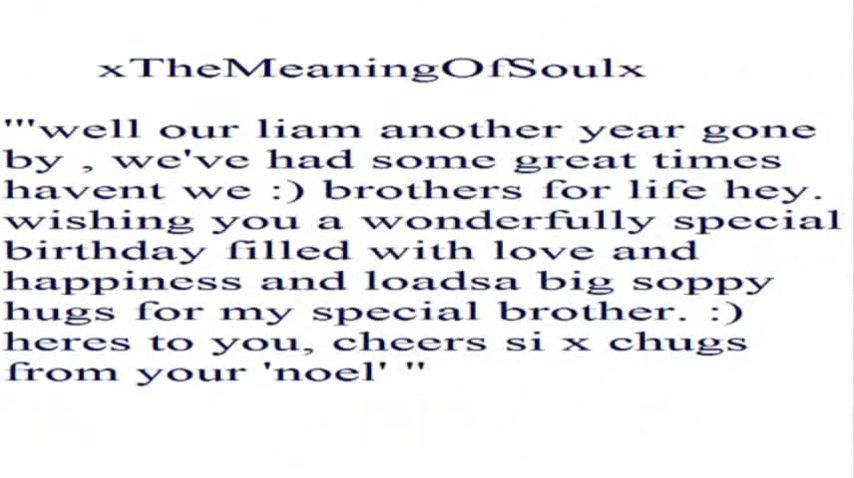 xTheMeaningOfSoulx
'''well our liam another year gone
by , we've had some great times
havent we :) brothers for life hey.
wishing you a wonderfully special
birthday filled with love and
happiness and loadsa big soppy
hugs for my special brother. :)
heres to you, cheers si x chugs
from your 'noel' ''